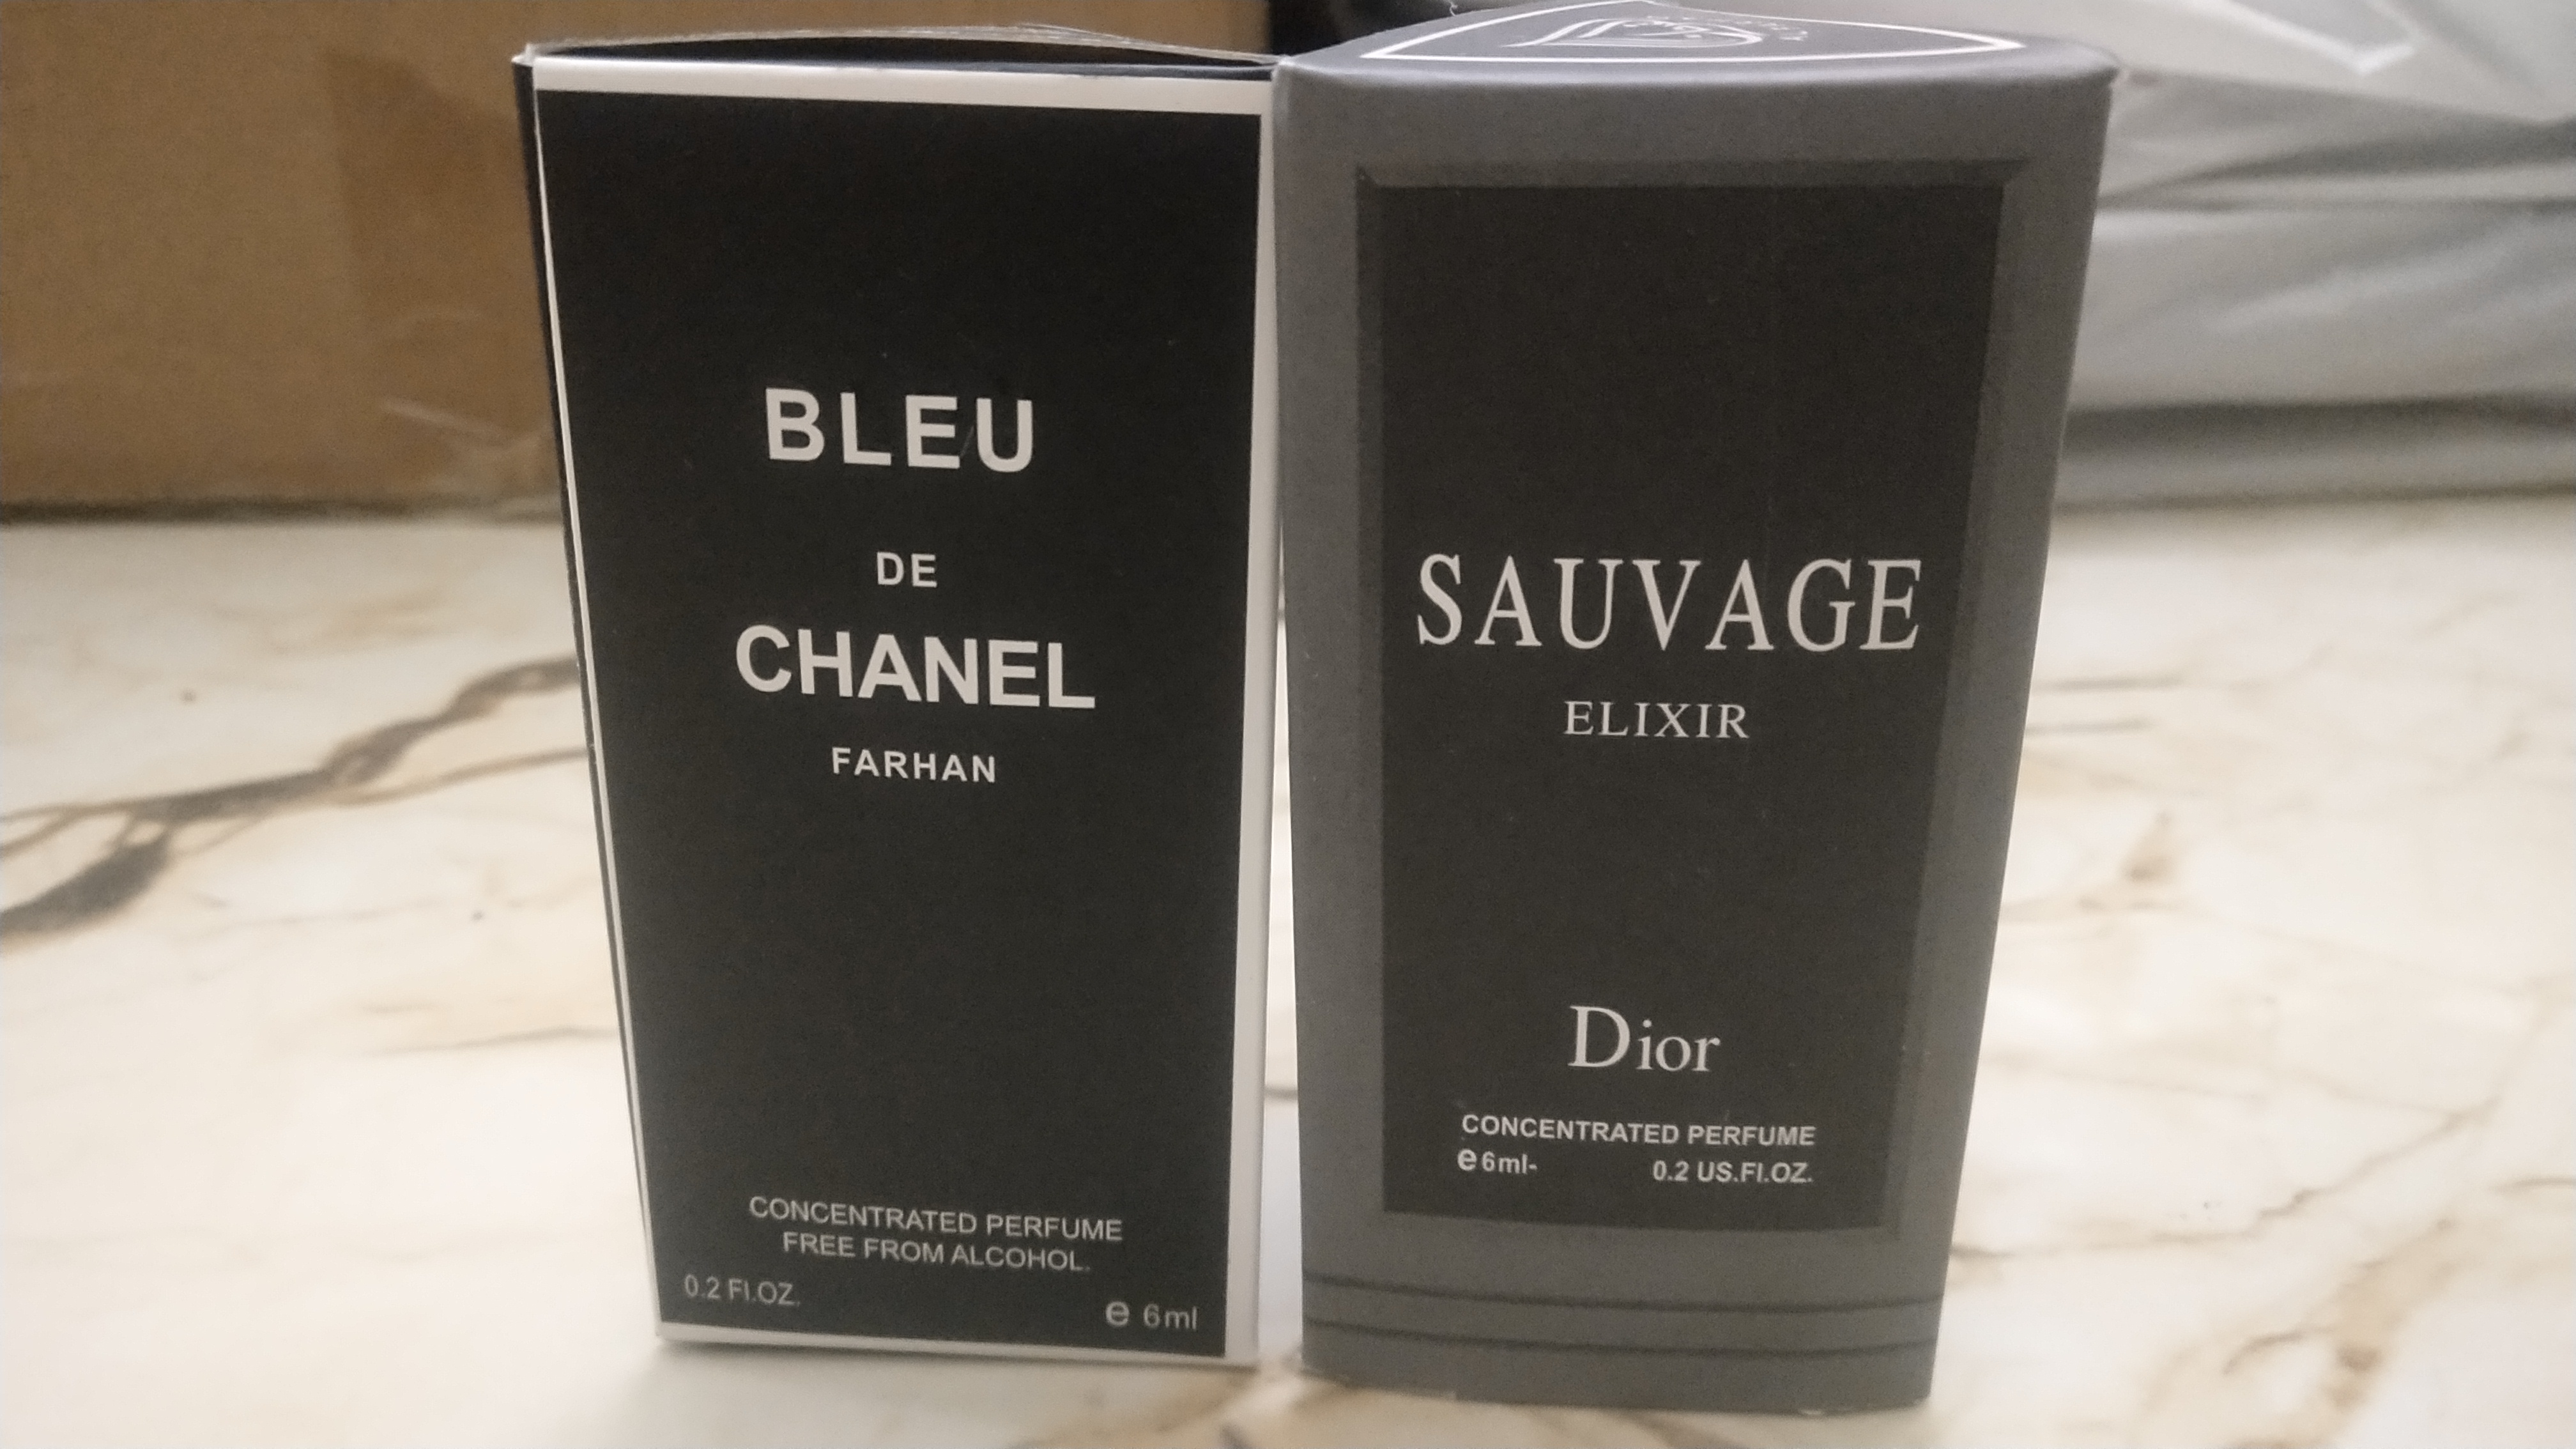 BLEU
DE
CHANEL
FARHAN
CONCENTRATED PERFUME
FREE FROM ALCOHOL.
0.2 Fl.OZ.
e 6ml
SAUVAGE
ELIXIR
Dior
CONCENTRATED PERFUME
e6ml- 0.2 US.Fl.OZ.